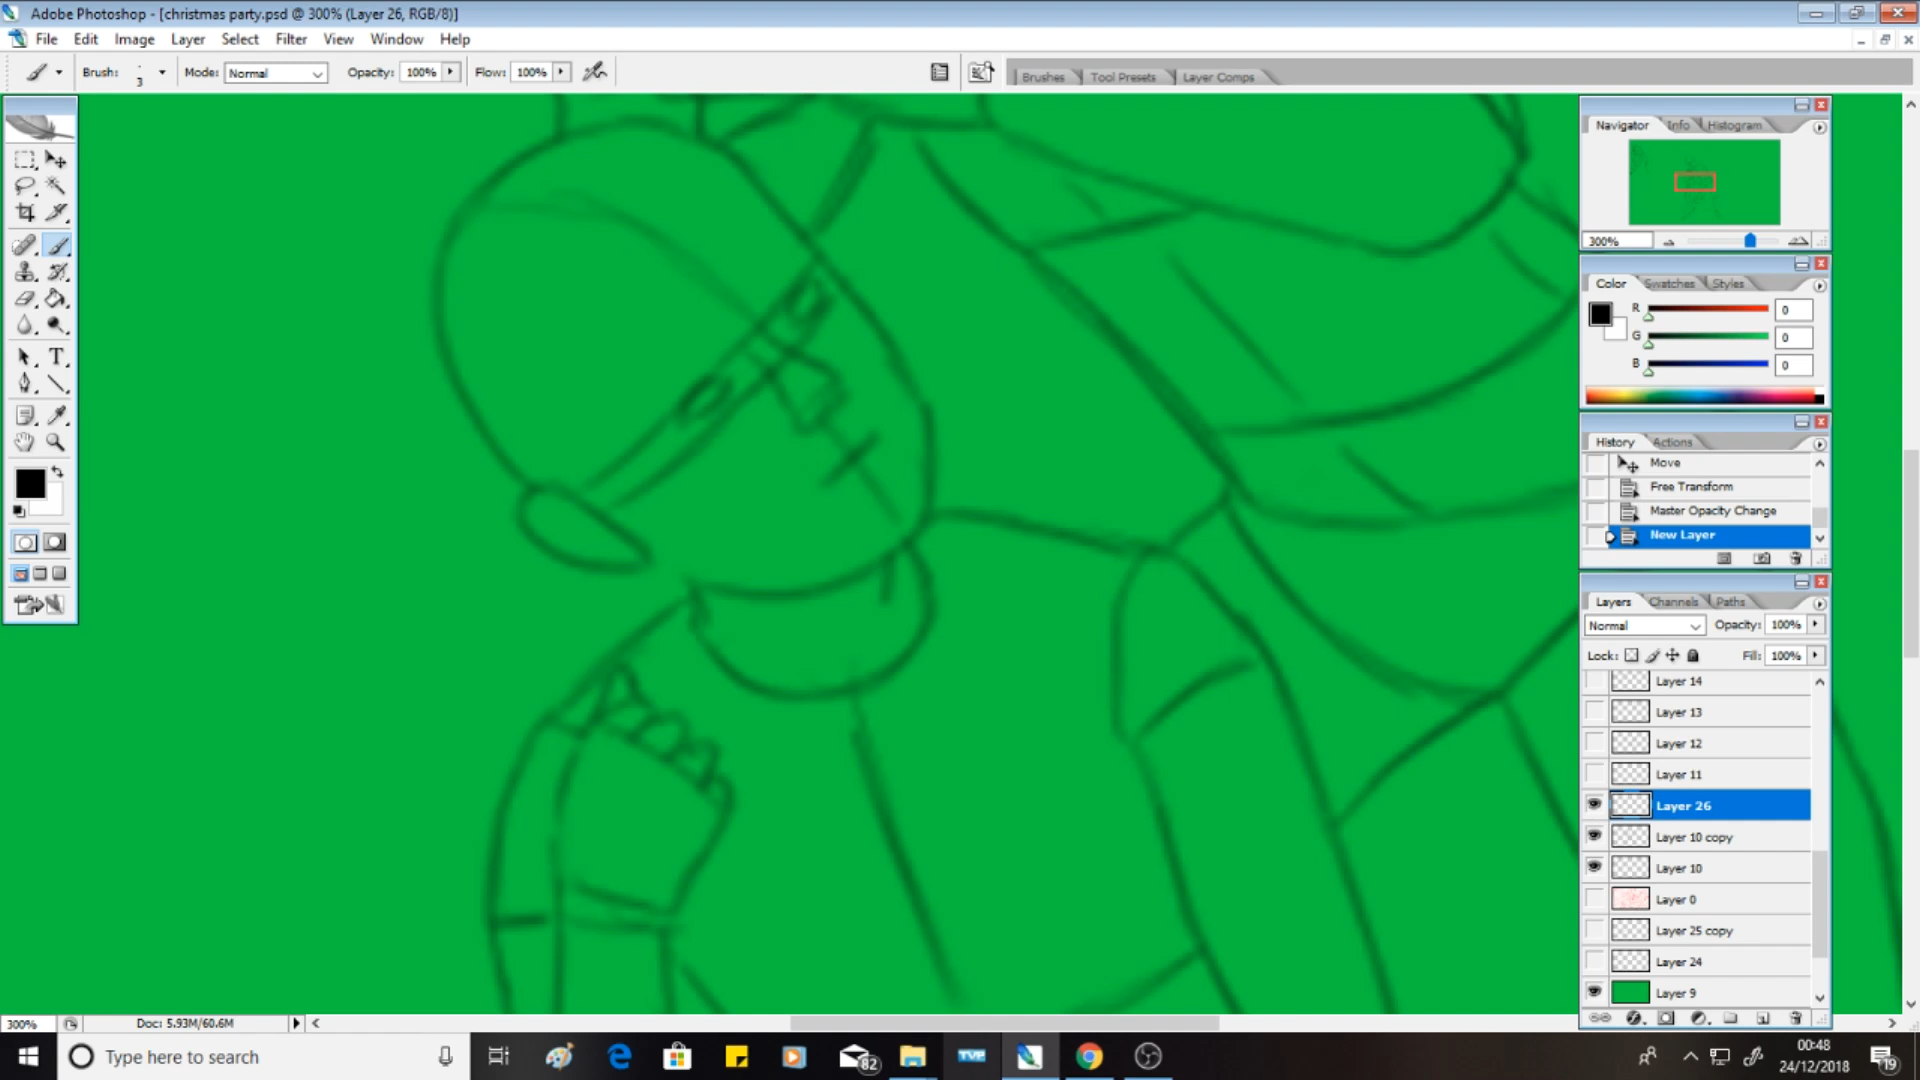 Adobe Photoshop - [christmas party.psd @ 300% (Layer 26, RGB/8)]
File Edit Image Layer Select Filter View Window Help
Brush: 3 Mode: Normal Opacity: 100% Flow: 100% Brushes Tool Presets Layer Comps
Navigator Info Histogram
300%
Color Swatches Styles
R 0
G 0
B 0
History Actions
Move
Free Transform
Master Opacity Change
New Layer
Layers Channels Paths
Normal Opacity: 100%
Lock: Fill: 100%
Layer 14
Layer 13
Layer 12
Layer 11
Layer 26
Layer 10 copy
Layer 10
Layer 0
Layer 25 copy
Layer 24
Layer 9
300% Doc: 5.93M/60.6M
Type here to search 82 TVP 00:48 19
24/12/2018